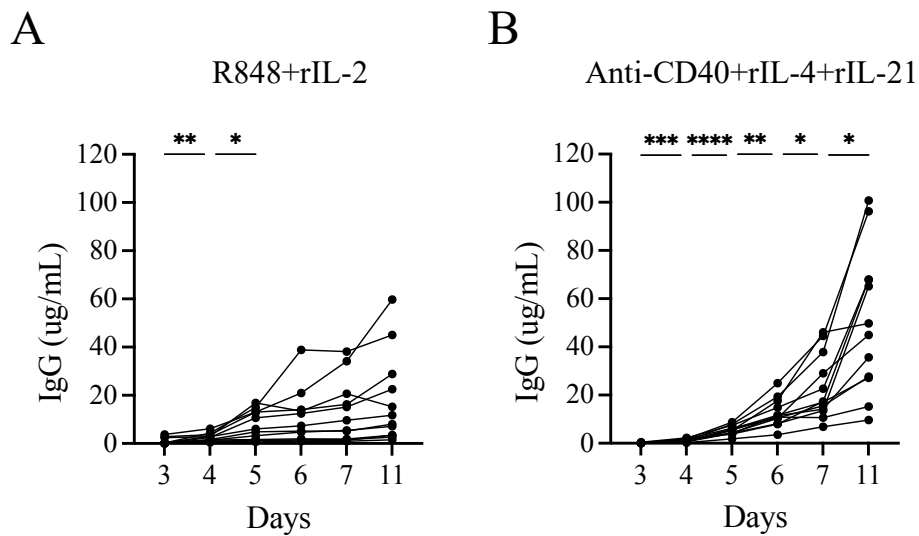 A
B
R848+rIL-2
Anti-CD40+rIL-4+rIL-21
** *
*** **** ** * *
120
100
80
60
40
20
0
IgG (ug/mL)
3 4 5 6 7 11
Days
120
100
80
60
40
20
0
IgG (ug/mL)
3 4 5 6 7 11
Days